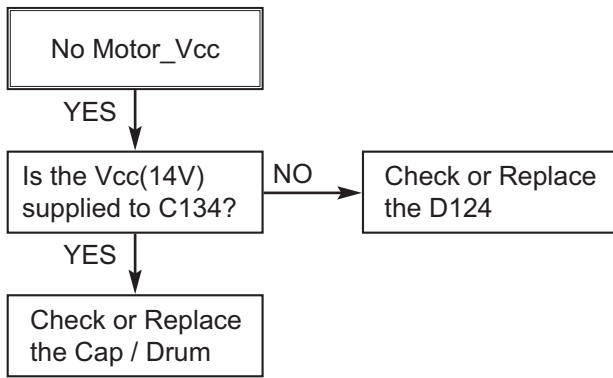 No Motor_Vcc
YES
Is the Vcc(14V)
supplied to C134?
NO
Check or Replace
the D124
YES
Check or Replace
the Cap / Drum